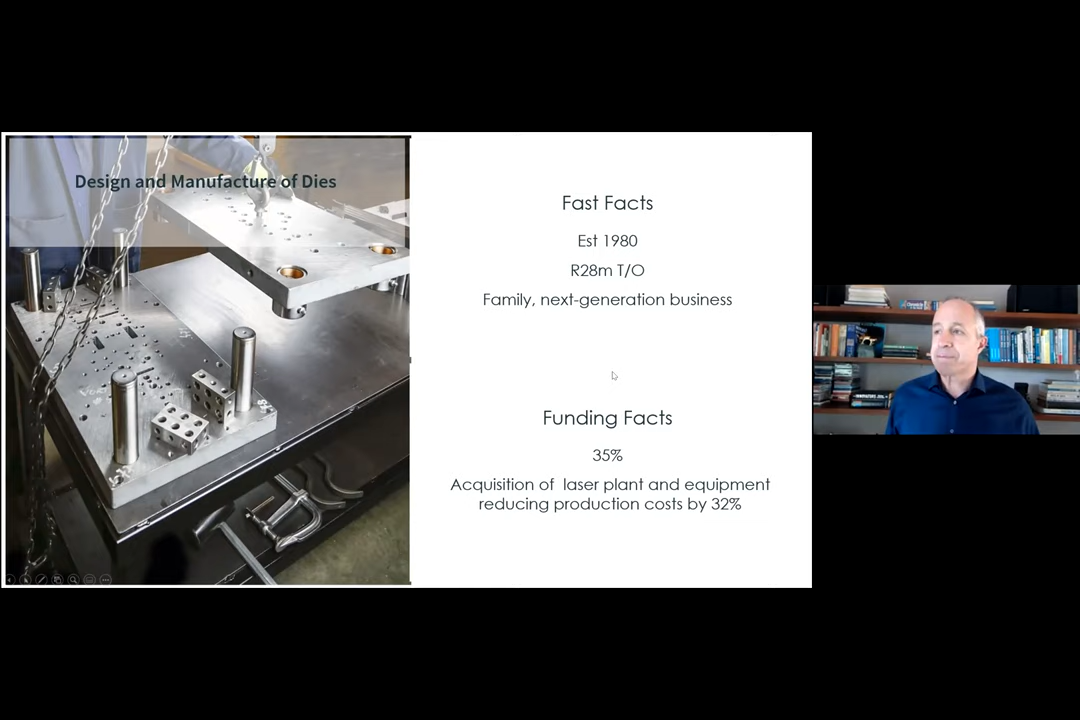 Design and Manufacture of Dies
Fast Facts
Est 1980
R28m T/O
Family, next-generation business
Funding Facts
35%
Acquisition of laser plant and equipment
reducing production costs by 32%